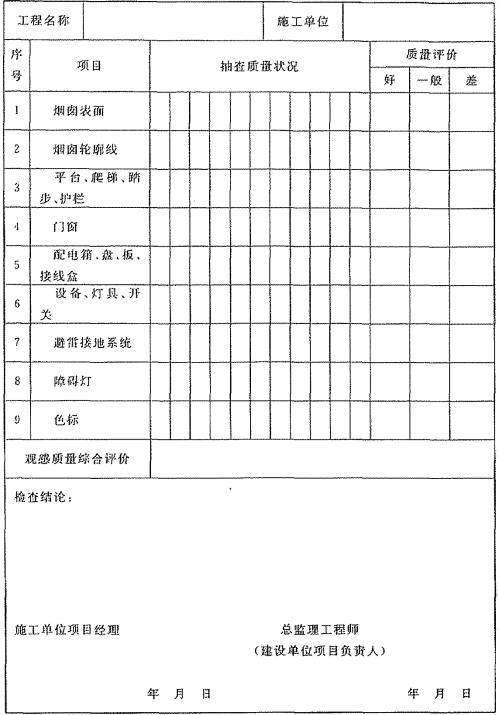 工程名称 施工单位
序号 项目 抽查质量状况 质量评价
好 一般 差
1 烟囱表面
2 烟囱轮廓线
3 平台、爬梯、踏
步、护栏
4 门窗
5 配电箱、盘、板、
接线盒
6 设备、灯具、开
关
7 避雷接地系统
8 障碍灯
9 色标
观感质量综合评价
检查结论：
施工单位项目经理 总监理工程师
（建设单位项目负责人）
年 月 日 年 月 日